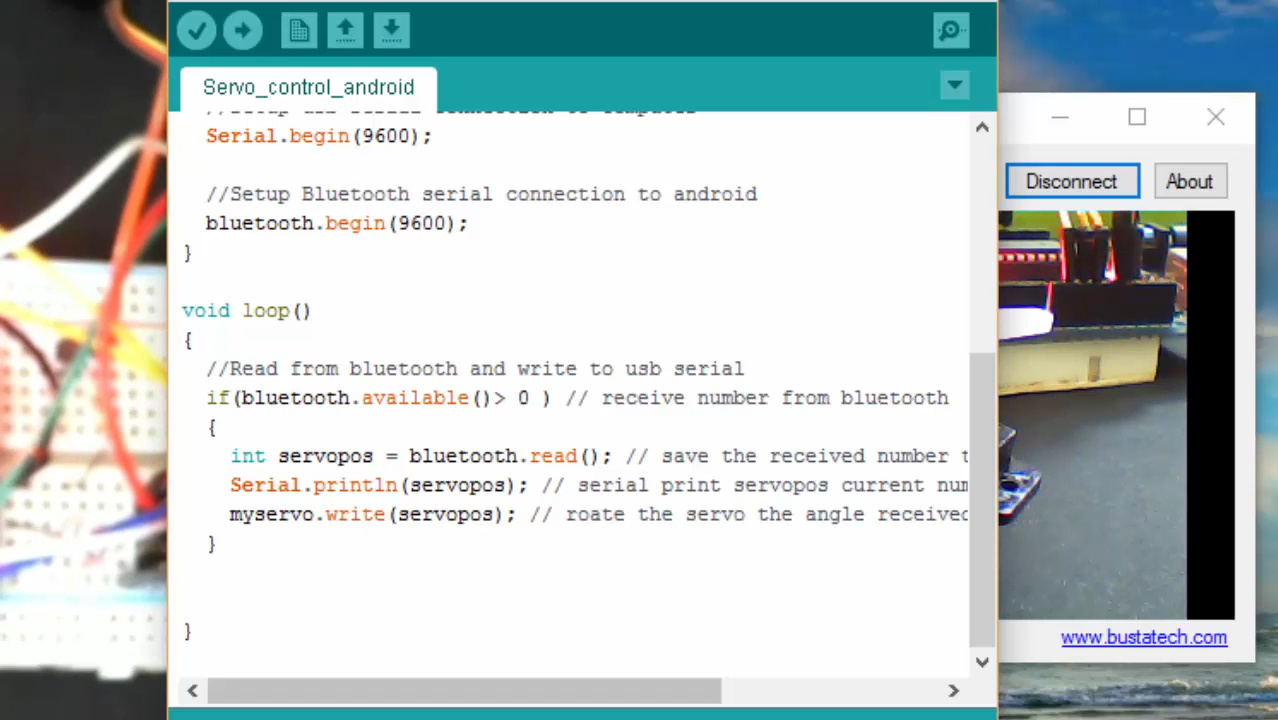 Servo_control_android
Serial.begin(9600);
//Setup Bluetooth serial connection to android
bluetooth.begin(9600);
}
void loop()
{
//Read from bluetooth and write to usb serial
if(bluetooth.available()> 0 ) // receive number from bluetooth
{
int servopos = bluetooth.read(); // save the received number t
Serial.println(servopos); // serial print servopos current num
myservo.write(servopos); // roate the servo the angle received
}
}
Disconnect
About
www.bustatech.com